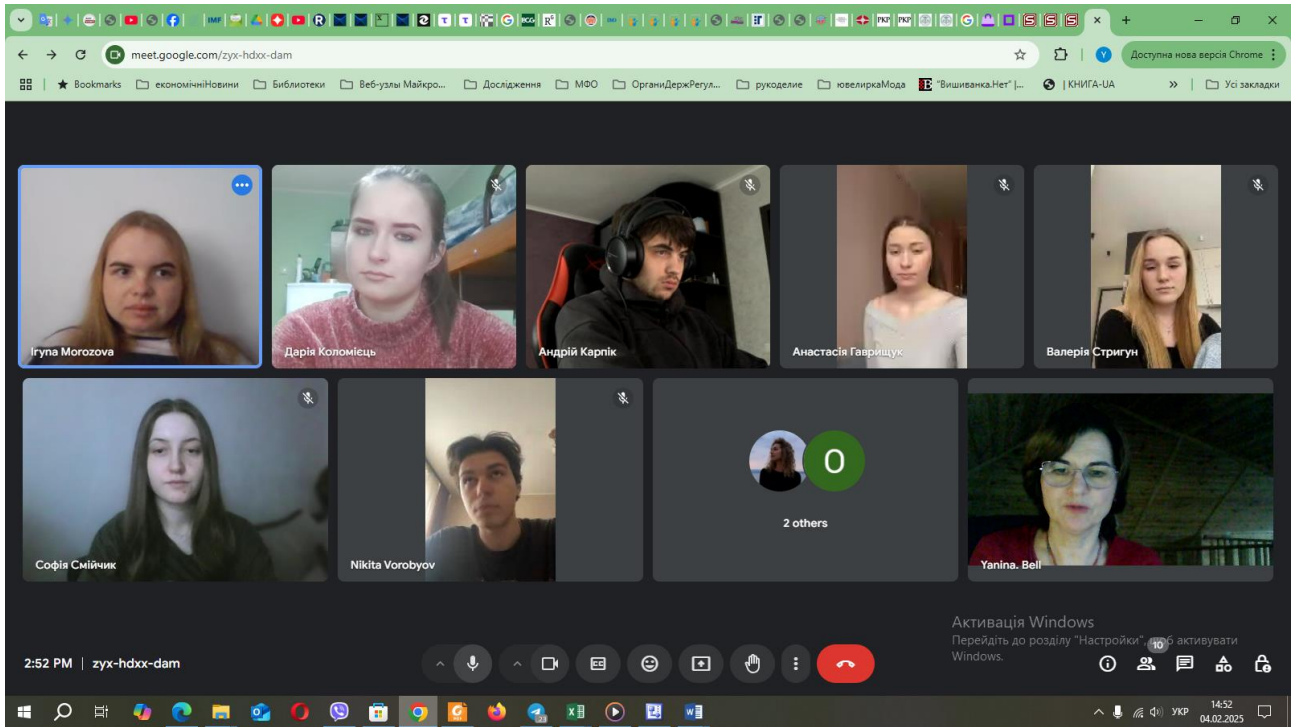 meet.google.com/zyx-hdxx-dam
Y
Доступна нова версія Chrome
Bookmarks
економічніНовини
Библиотеки
Веб-узлы Майкро...
Дослідження
МФО
ОрганиДержРегул...
рукоделие
ювелиркаМода
"Вишиванка.Нет" |...
| КНИГА-UA
»
Усі закладки
Iryna Morozova
Дарія Коломієць
Андрій Карпік
Анастасія Гаврищук
Валерія Стригун
Софія Смійчик
Nikita Vorobyov
O
2 others
Yanina. Bell
Активація Windows
Перейдіть до розділу "Настройки", щоб активувати
Windows.
10
2:52 PM | zyx-hdxx-dam
14:52
УКР
04.02.2025